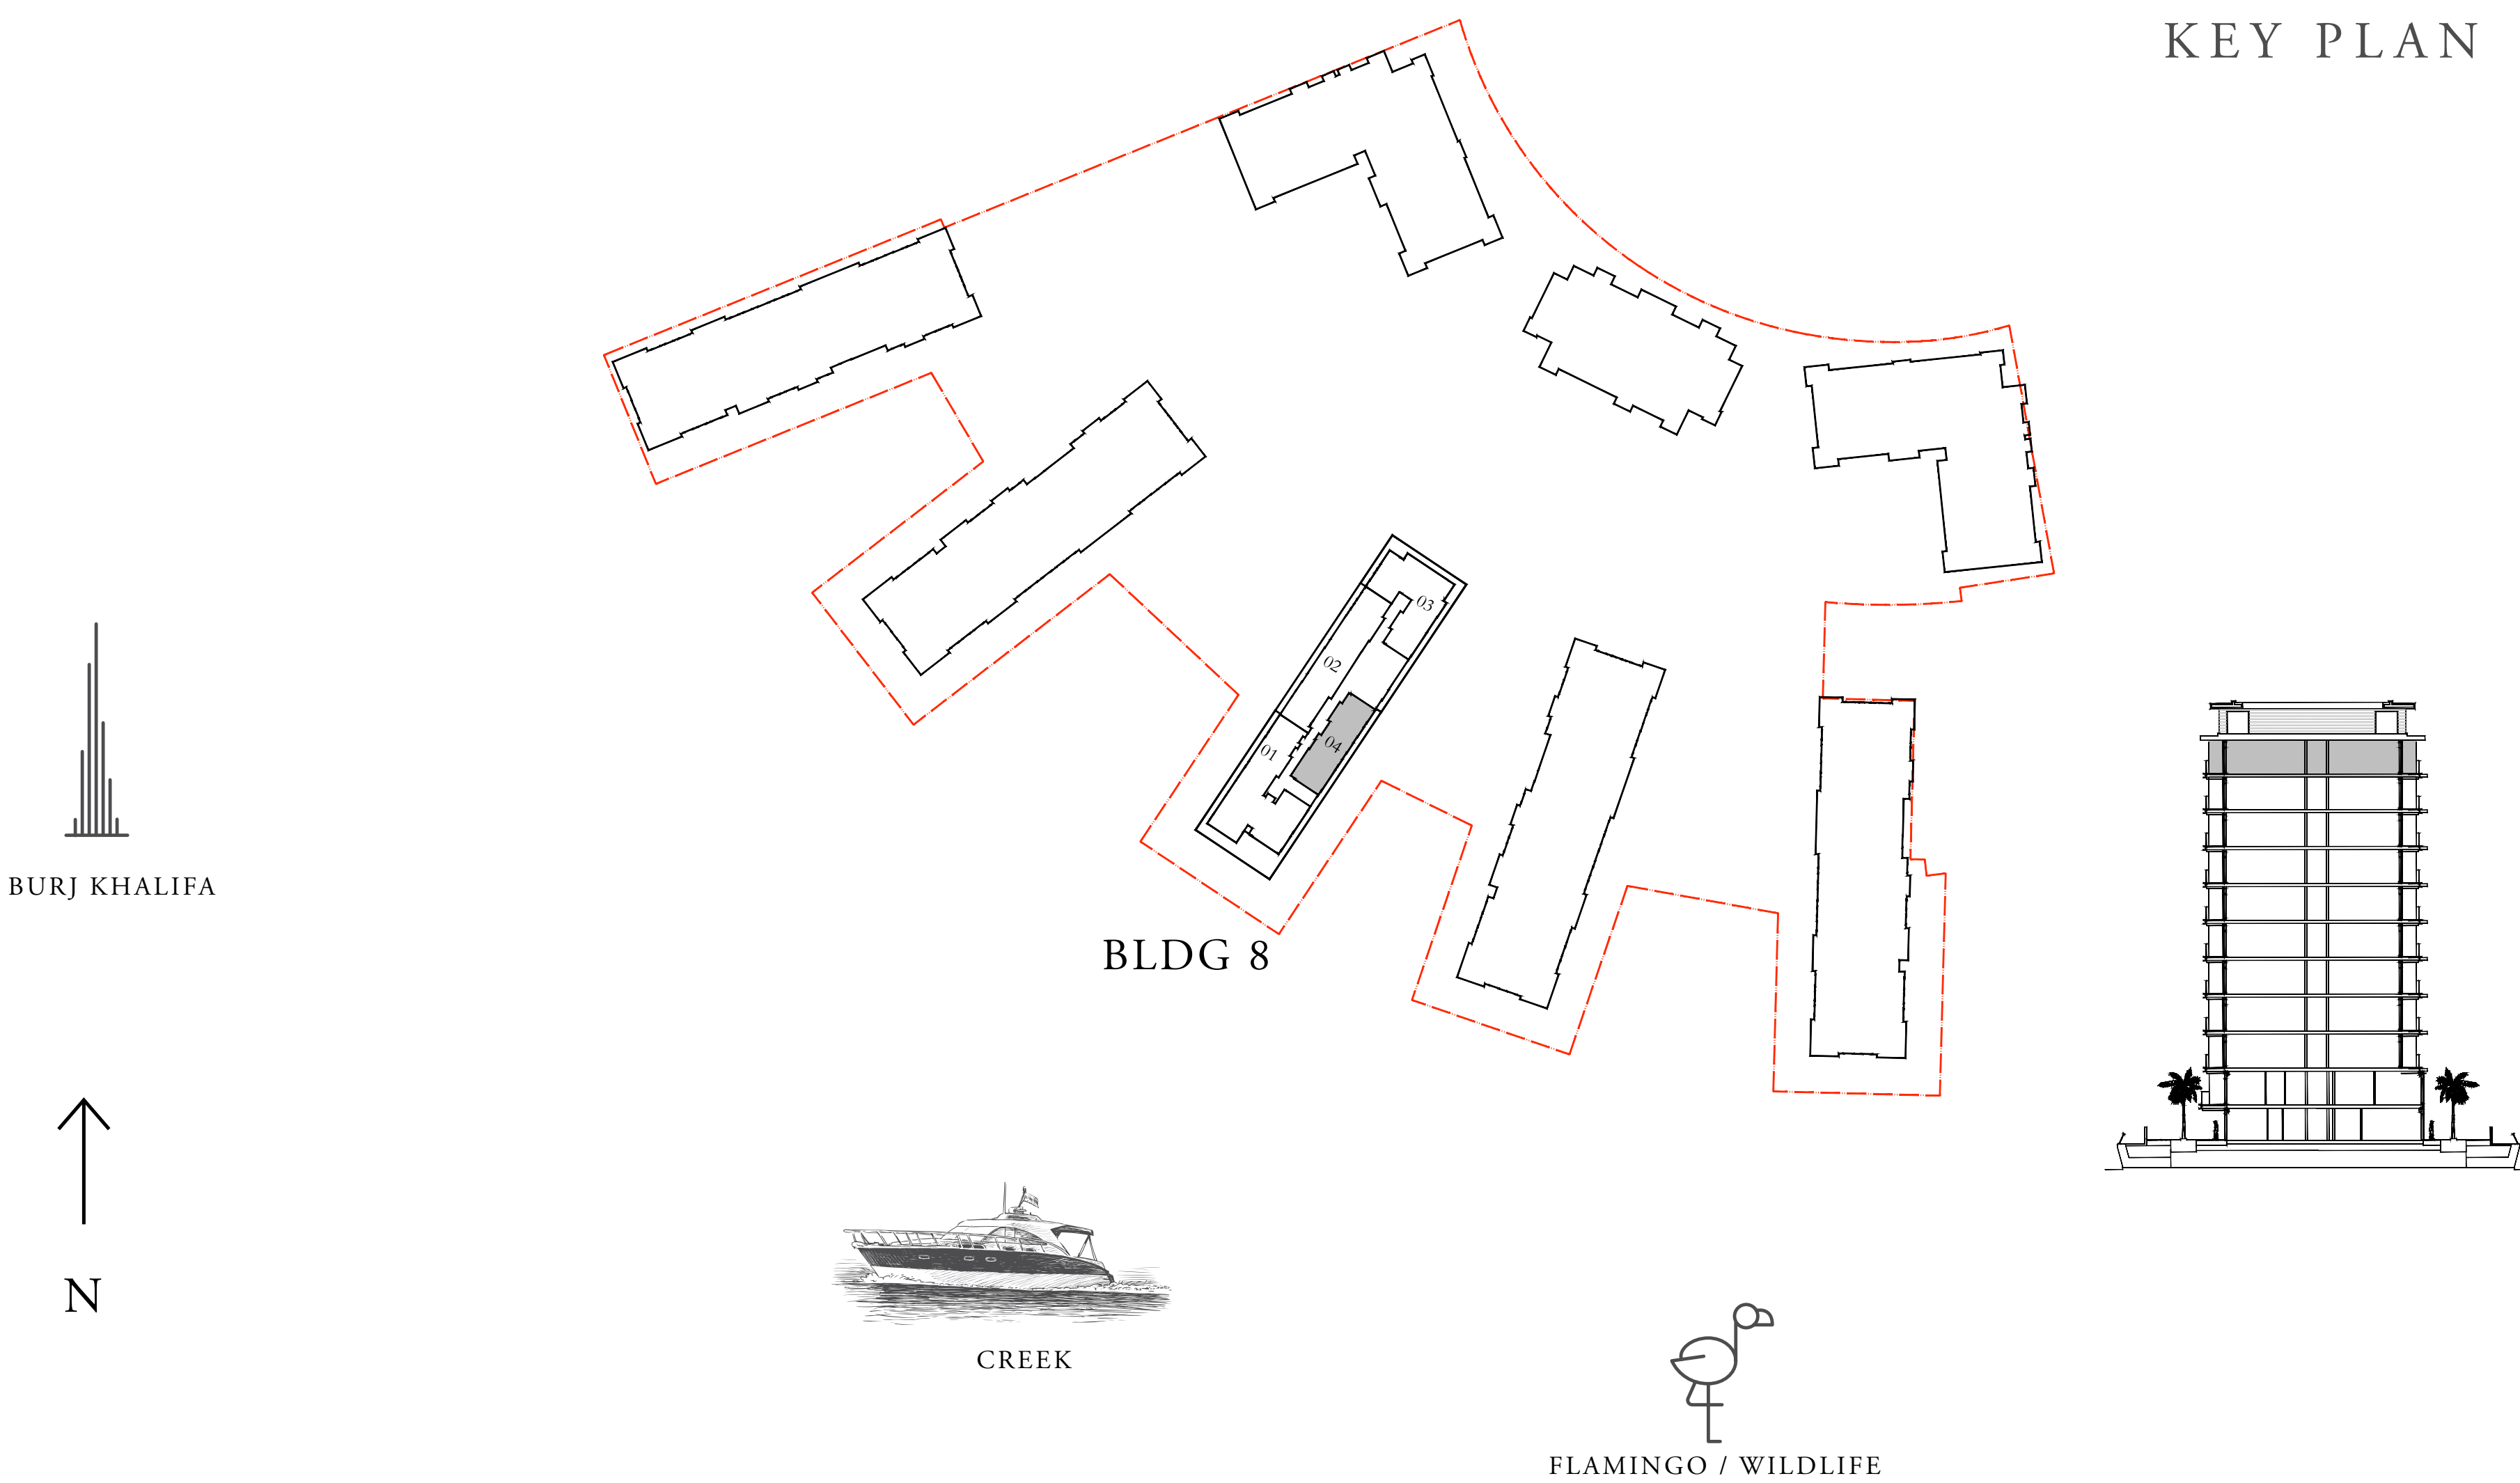 KEY PLAN
03
02
04
01
BURJ KHALIFA
BLDG 8
N
CREEK
FLAMINGO / WILDLIFE